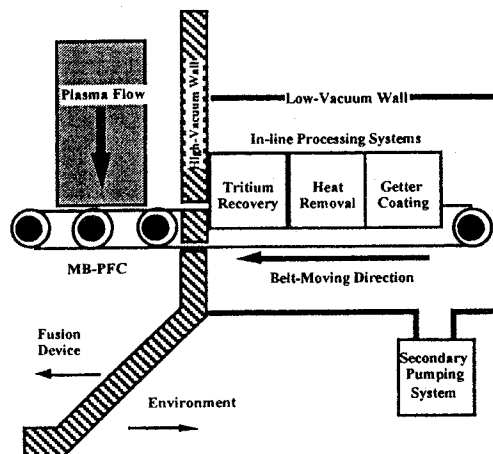 Plasma Flow
High-Vacuum Wall
Low-Vacuum Wall
In-line Processing Systems
Tritium
Recovery
Heat
Removal
Getter
Coating
MB-PFC
Belt-Moving Direction
Fusion
Device
Environment
Secondary
Pumping
System